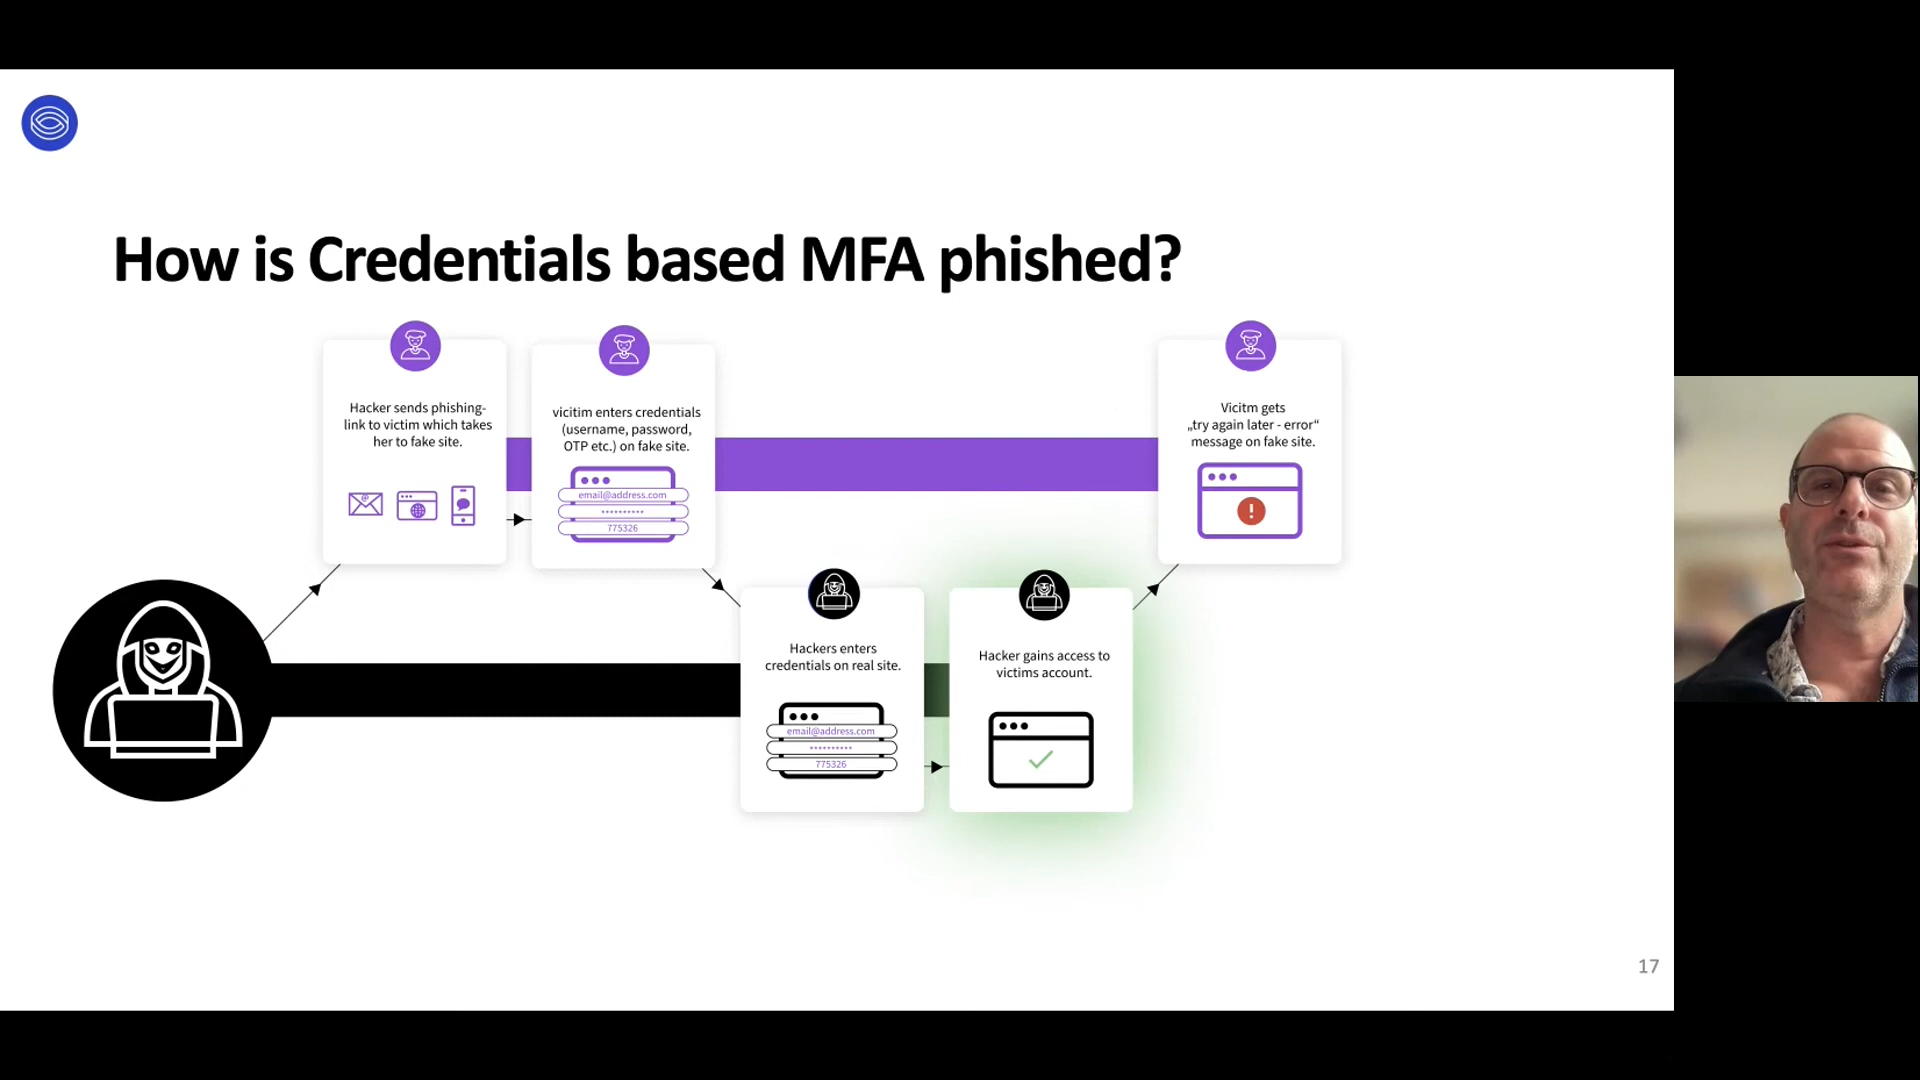 How is Credentials based MFA phished?
Hacker sends phishing-
link to victim which takes
her to fake site.
vicitim enters credentials
(username, password,
OTP etc.) on fake site.
email@address.com
••••••••••
775326
Hackers enters
credentials on real site.
email@address.com
••••••••••
775326
Hacker gains access to
victims account.
Vicitm gets
„try again later - error“
message on fake site.
!
17